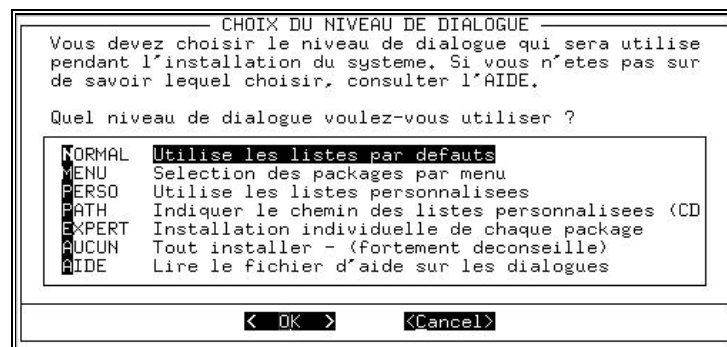 CHOIX DU NIVEAU DE DIALOGUE
Vous devez choisir le niveau de dialogue qui sera utilise
pendant l'installation du systeme. Si vous n'etes pas sur
de savoir lequel choisir, consulter l'AIDE.
Quel niveau de dialogue voulez-vous utiliser ?
NORMAL Utilise les listes par defauts
MENU Selection des packages par menu
PERSO Utilise les listes personnalisees
PATH Indiquer le chemin des listes personnalisees (CD
EXPERT Installation individuelle de chaque package
AUCUN Tout installer - (fortement deconseille)
AIDE Lire le fichier d'aide sur les dialogues
< OK > <Cancel>